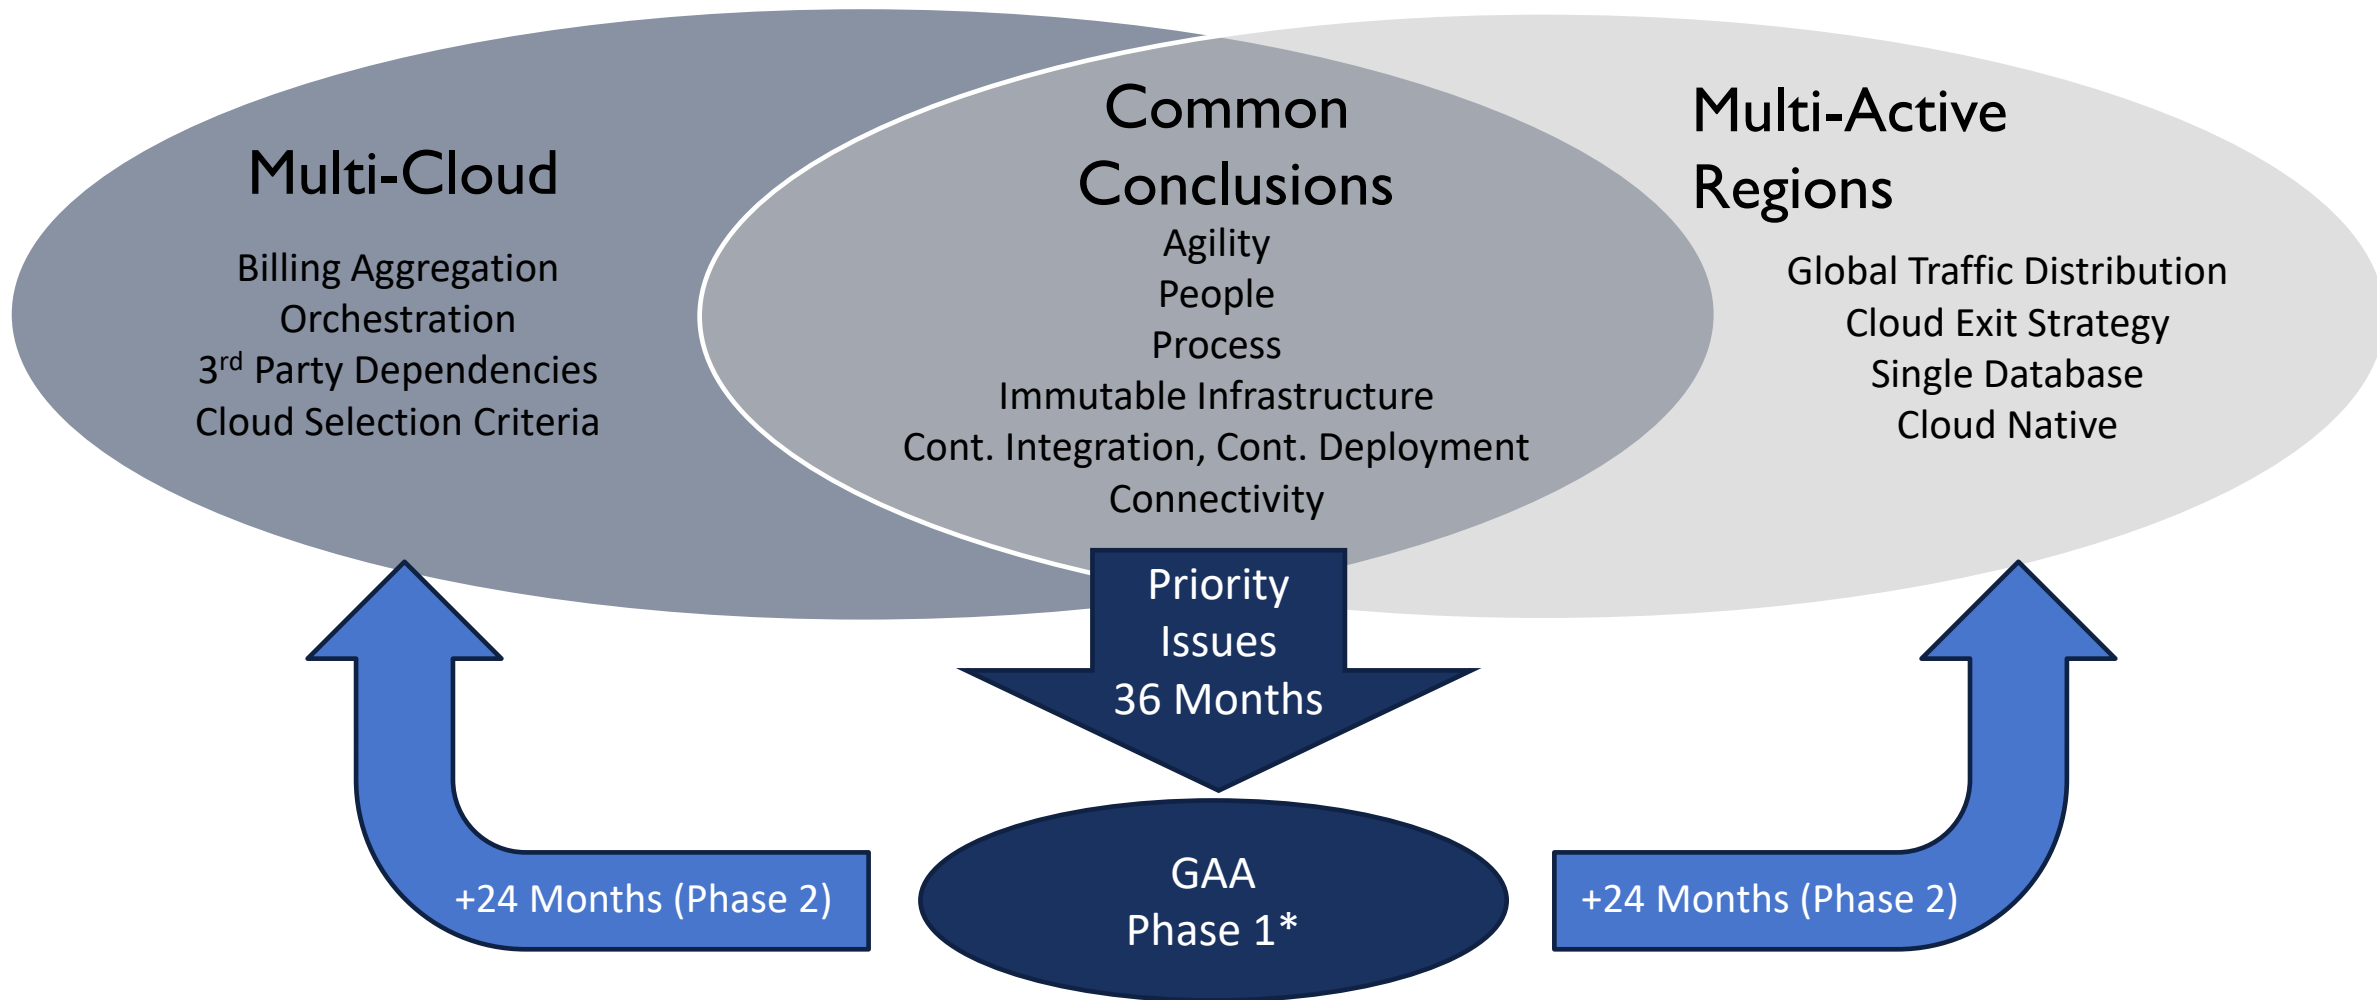 Multi-Cloud
Billing Aggregation
Orchestration
3rd Party Dependencies
Cloud Selection Criteria
Common
Conclusions
Agility
People
Process
Immutable Infrastructure
Cont. Integration, Cont. Deployment
Connectivity
Multi-Active
Regions
Global Traffic Distribution
Cloud Exit Strategy
Single Database
Cloud Native
Priority
Issues
36 Months
+24 Months (Phase 2)
GAA
Phase 1*
+24 Months (Phase 2)